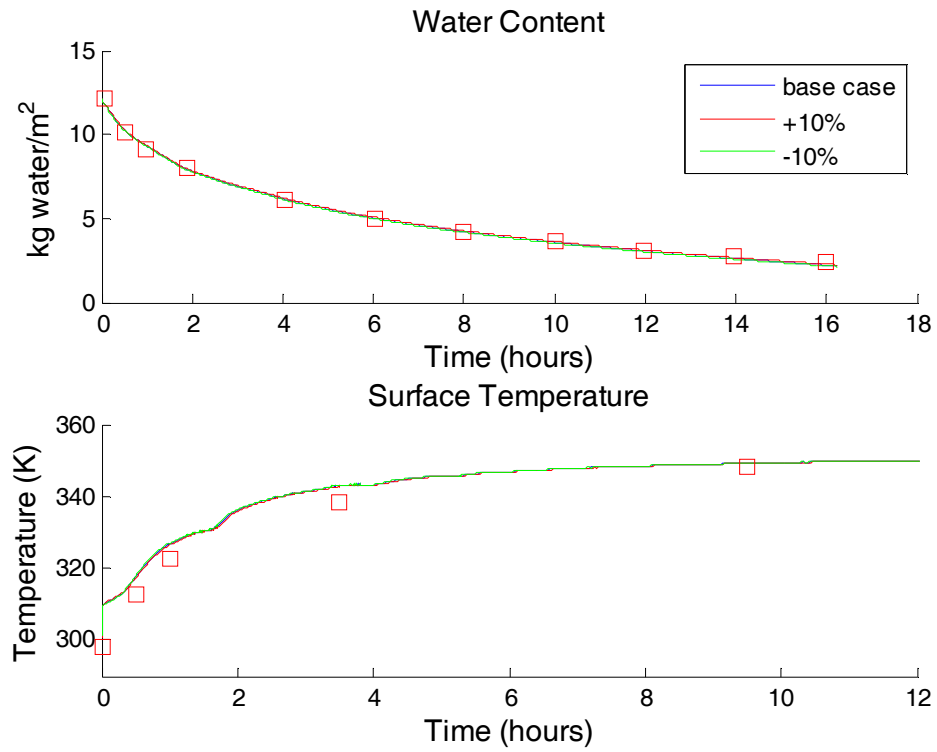 Water Content
15
10
5
0
kg water/m²
base case
+10%
-10%
0 2 4 6 8 10 12 14 16 18
Time (hours)
Surface Temperature
360
340
320
300
Temperature (K)
0 2 4 6 8 10 12
Time (hours)